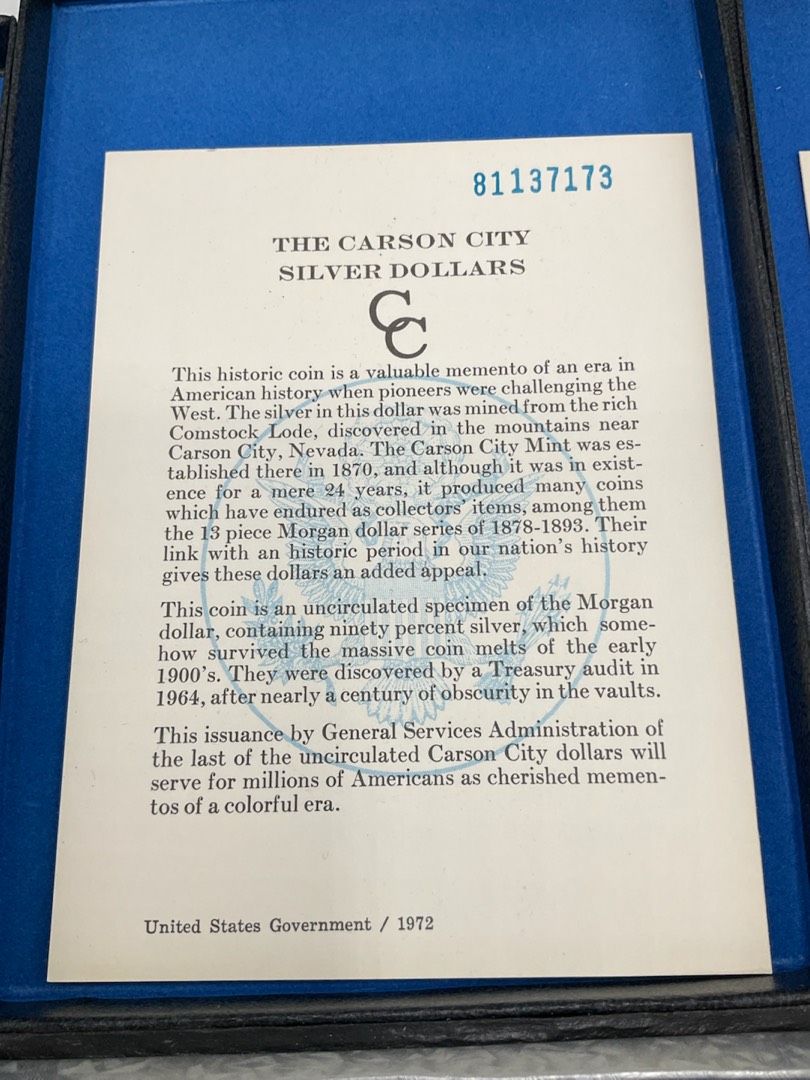 81137173
THE CARSON CITY
SILVER DOLLARS
CC
This historic coin is a valuable memento of an era in
American history when pioneers were challenging the
West. The silver in this dollar was mined from the rich
Comstock Lode, discovered in the mountains near
Carson City, Nevada. The Carson City Mint was es-
tablished there in 1870, and although it was in exist-
ence for a mere 24 years, it produced many coins
which have endured as collectors' items, among them
the 13 piece Morgan dollar series of 1878-1893. Their
link with an historic period in our nation's history
gives these dollars an added appeal.
This coin is an uncirculated specimen of the Morgan
dollar, containing ninety percent silver, which some-
how survived the massive coin melts of the early
1900's. They were discovered by a Treasury audit in
1964, after nearly a century of obscurity in the vaults.
This issuance by General Services Administration of
the last of the uncirculated Carson City dollars will
serve for millions of Americans as cherished memen-
tos of a colorful era.
United States Government / 1972